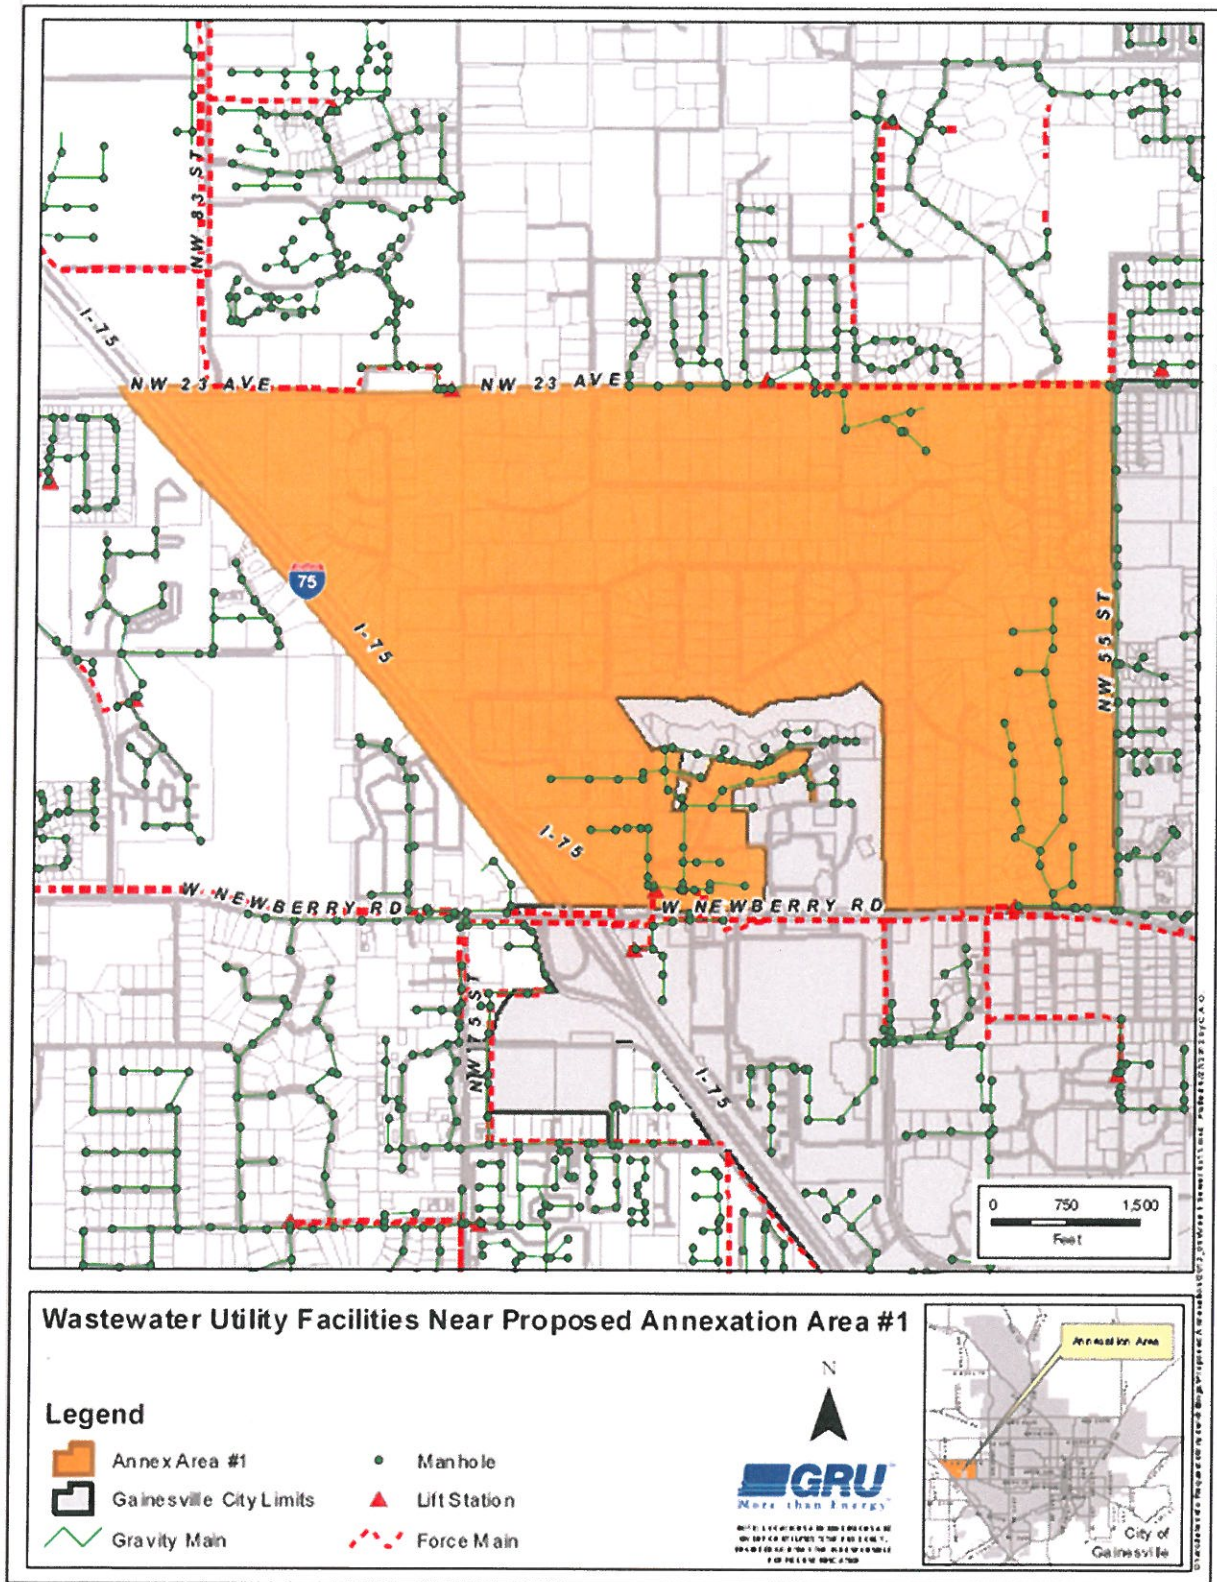 NW 83 ST
I-75
NW 23 AVE
NW 23 AVE
75
I-75
NW 55 ST
I-75
W NEWBERRY RD
W NEWBERRY RD
NW 75 ST
I-75
0 750 1,500
Feet
Wastewater Utility Facilities Near Proposed Annexation Area #1
N
Legend
Annex Area #1
Manhole
Gainesville City Limits
Lift Station
Gravity Main
Force Main
GRU
More than Energy
Annexation Area
City of
Gainesville